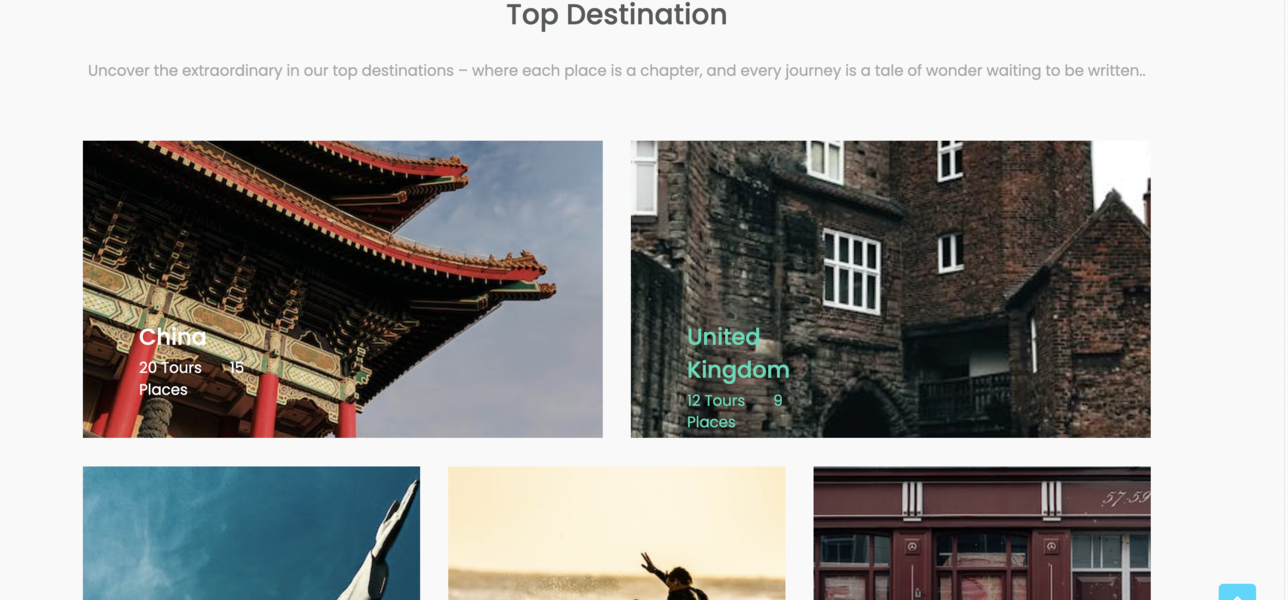 Top Destination
Uncover the extraordinary in our top destinations – where each place is a chapter, and every journey is a tale of wonder waiting to be written..
China
20 Tours 15
Places
United
Kingdom
12 Tours 9
Places
57-59